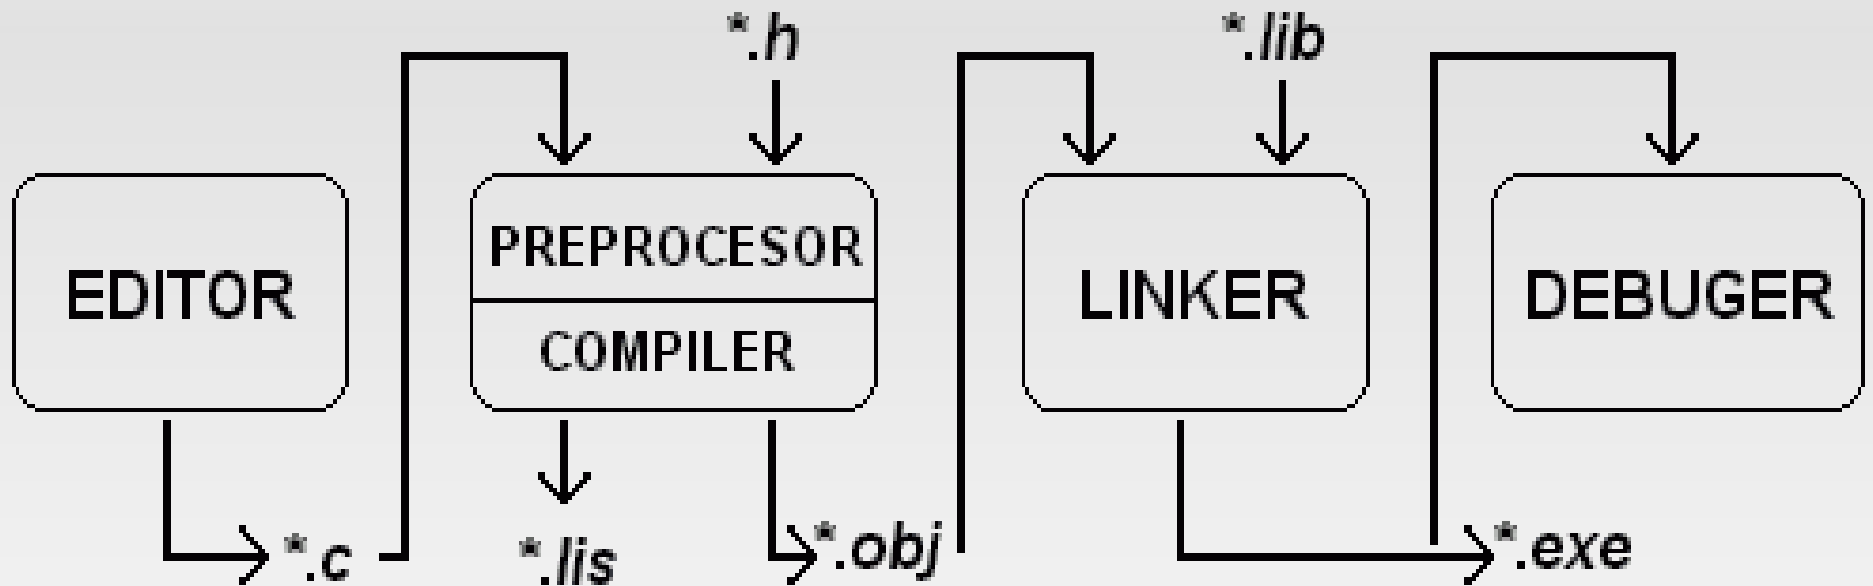 *.h
*.lib
EDITOR
PREPROCESOR
COMPILER
LINKER
DEBUGER
*.c
*.lis
*.obj
*.exe